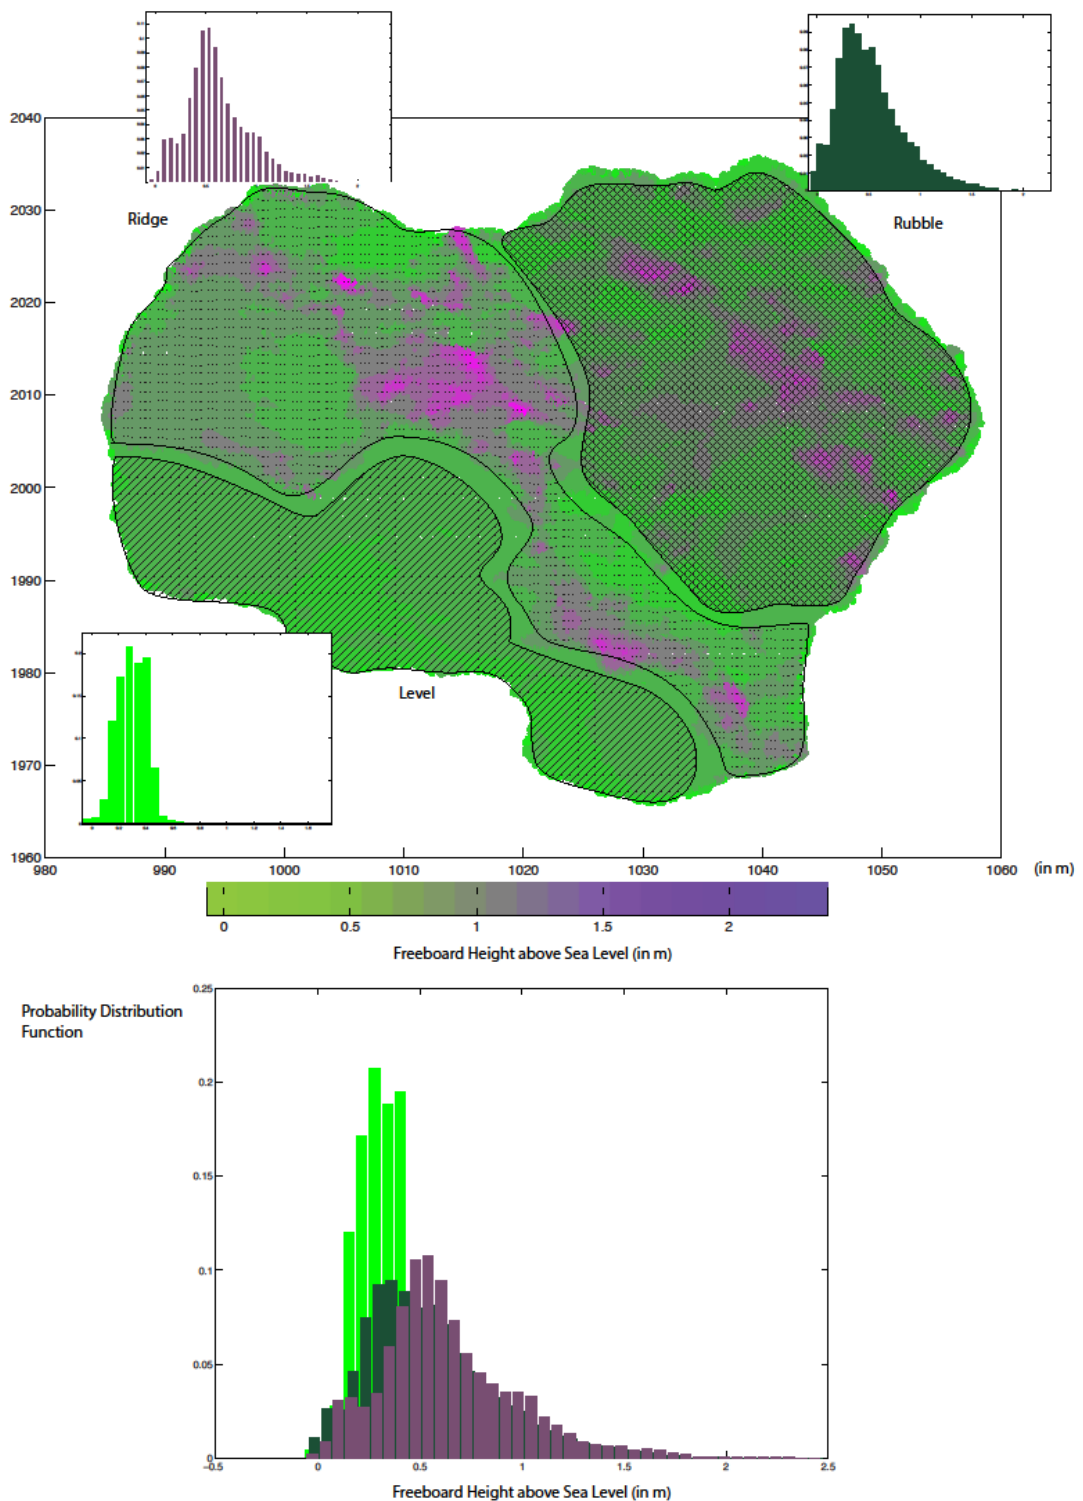 Ridge
Rubble
2040
2030
2020
2010
2000
1990
1980
1970
1960
Level
980 990 1000 1010 1020 1030 1040 1050 1060 (in m)
0 0.5 1 1.5 2
Freeboard Height above Sea Level (in m)
Probability Distribution
Function
0.25
0.2
0.15
0.1
0.05
0
-0.5 0 0.5 1 1.5 2 2.5
Freeboard Height above Sea Level (in m)